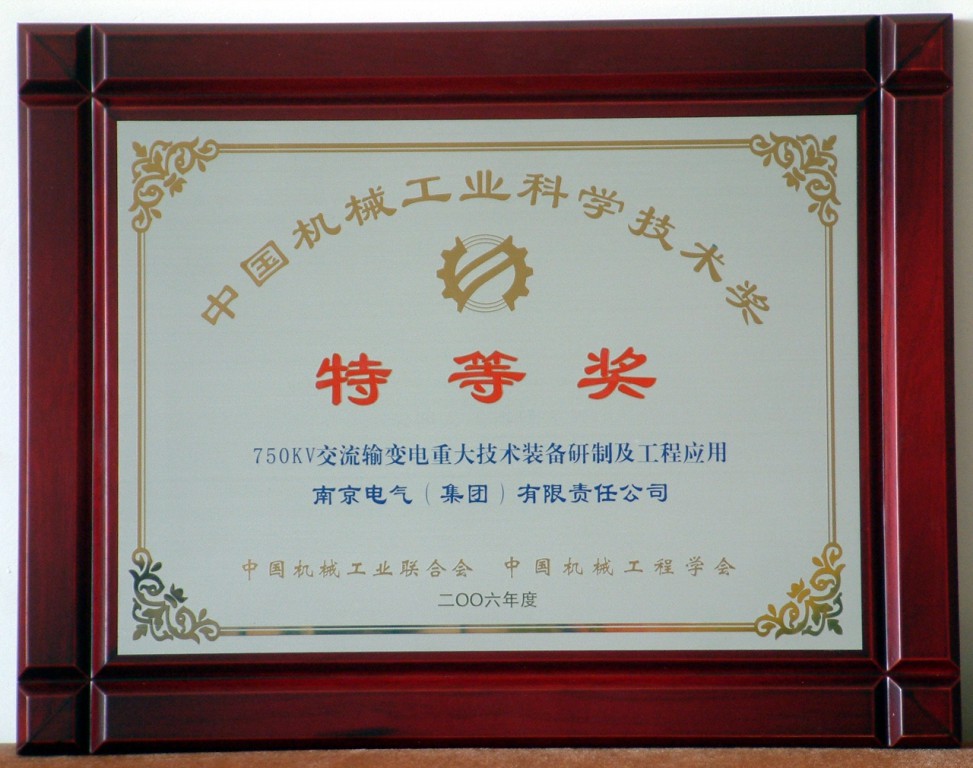 中国机械工业科学技术奖
特等奖
750KV交流输变电重大技术装备研制及工程应用
南京电气（集团）有限责任公司
中国机械工业联合会 中国机械工程学会
二〇〇六年度